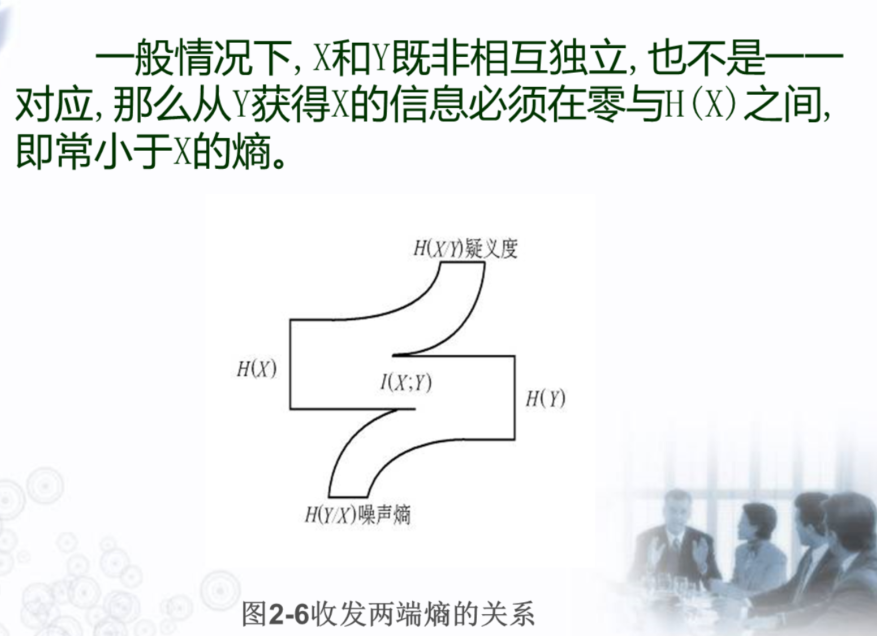 一般情况下,X和Y既非相互独立,也不是一一
对应,那么从Y获得X的信息必须在零与H(X)之间,
即常小于X的熵。
H(X/Y)疑义度
H(X)
I(X;Y)
H(Y)
H(Y/X)噪声熵
图2-6收发两端熵的关系